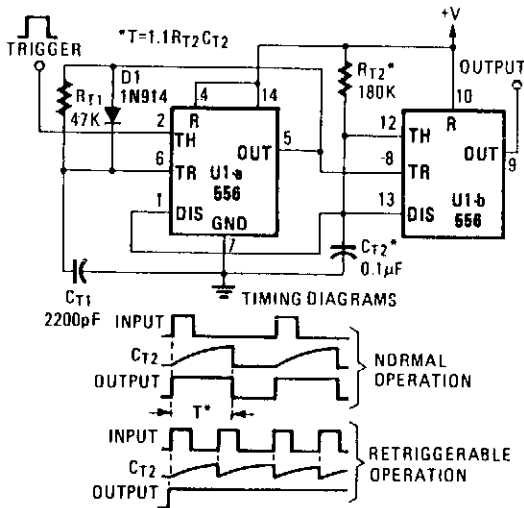 *T=1.1RT2CT2
+V
TRIGGER
D1
1N914
RT1
47K
4
14
R
2
TH
6
TR
1
DIS
OUT
5
U1-a
556
GND
7
RT2*
180K
OUTPUT
10
R
12
TH
-8
TR
OUT
9
13
DIS
U1-b
556
CT2*
0.1µF
CT1
2200pF
TIMING DIAGRAMS
INPUT
CT2
OUTPUT
T*
NORMAL
OPERATION
INPUT
CT2
OUTPUT
RETRIGGERABLE
OPERATION